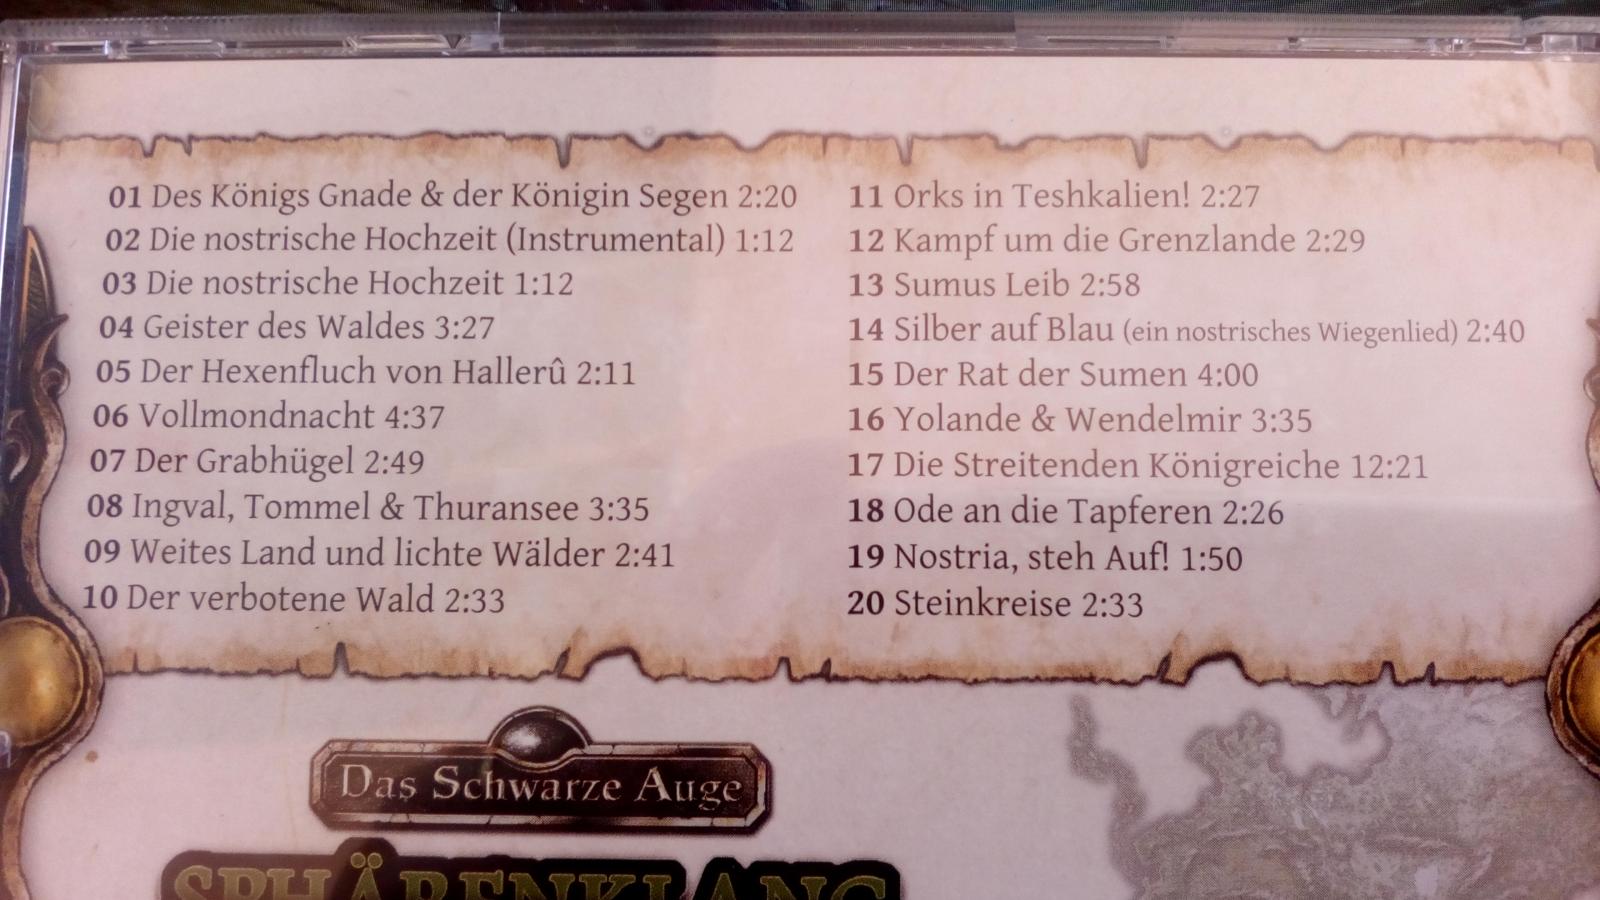 01 Des Königs Gnade & der Königin Segen 2:20
02 Die nostrische Hochzeit (Instrumental) 1:12
03 Die nostrische Hochzeit 1:12
04 Geister des Waldes 3:27
05 Der Hexenfluch von Hallerû 2:11
06 Vollmondnacht 4:37
07 Der Grabhügel 2:49
08 Ingval, Tommel & Thuransee 3:35
09 Weites Land und lichte Wälder 2:41
10 Der verbotene Wald 2:33
11 Orks in Teshkalien! 2:27
12 Kampf um die Grenzlande 2:29
13 Sumus Leib 2:58
14 Silber auf Blau (ein nostrisches Wiegenlied) 2:40
15 Der Rat der Sumen 4:00
16 Yolande & Wendelmir 3:35
17 Die Streitenden Königreiche 12:21
18 Ode an die Tapferen 2:26
19 Nostria, steh Auf! 1:50
20 Steinkreise 2:33
Das Schwarze Auge
SPHÄRENKLANG